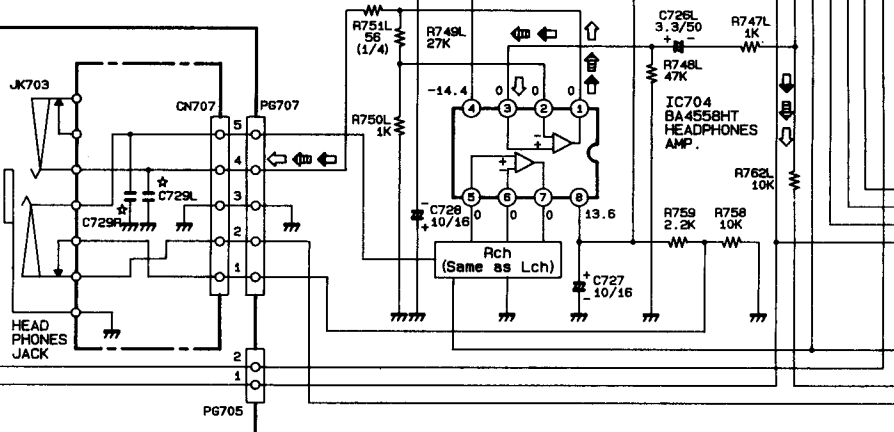 R751L
56
(1/4)
R749L
27K
C726L
3.3/50
+ -
R747L
1K
R748L
47K
JK703
CN707
PG707
-14.4
0
0
0
4
3
2
1
IC704
BA4558HT
HEADPHONES
AMP.
R750L
1K
-
+
+
-
5
4
3
2
1
☆
C729L
☆
C729R
R762L
10K
5
6
7
8
0
0
0
13.6
-
C728
+ 10/16
R759
2.2K
R758
10K
Rch
(Same as Lch)
+
C727
- 10/16
HEAD
PHONES
JACK
2
1
PG705